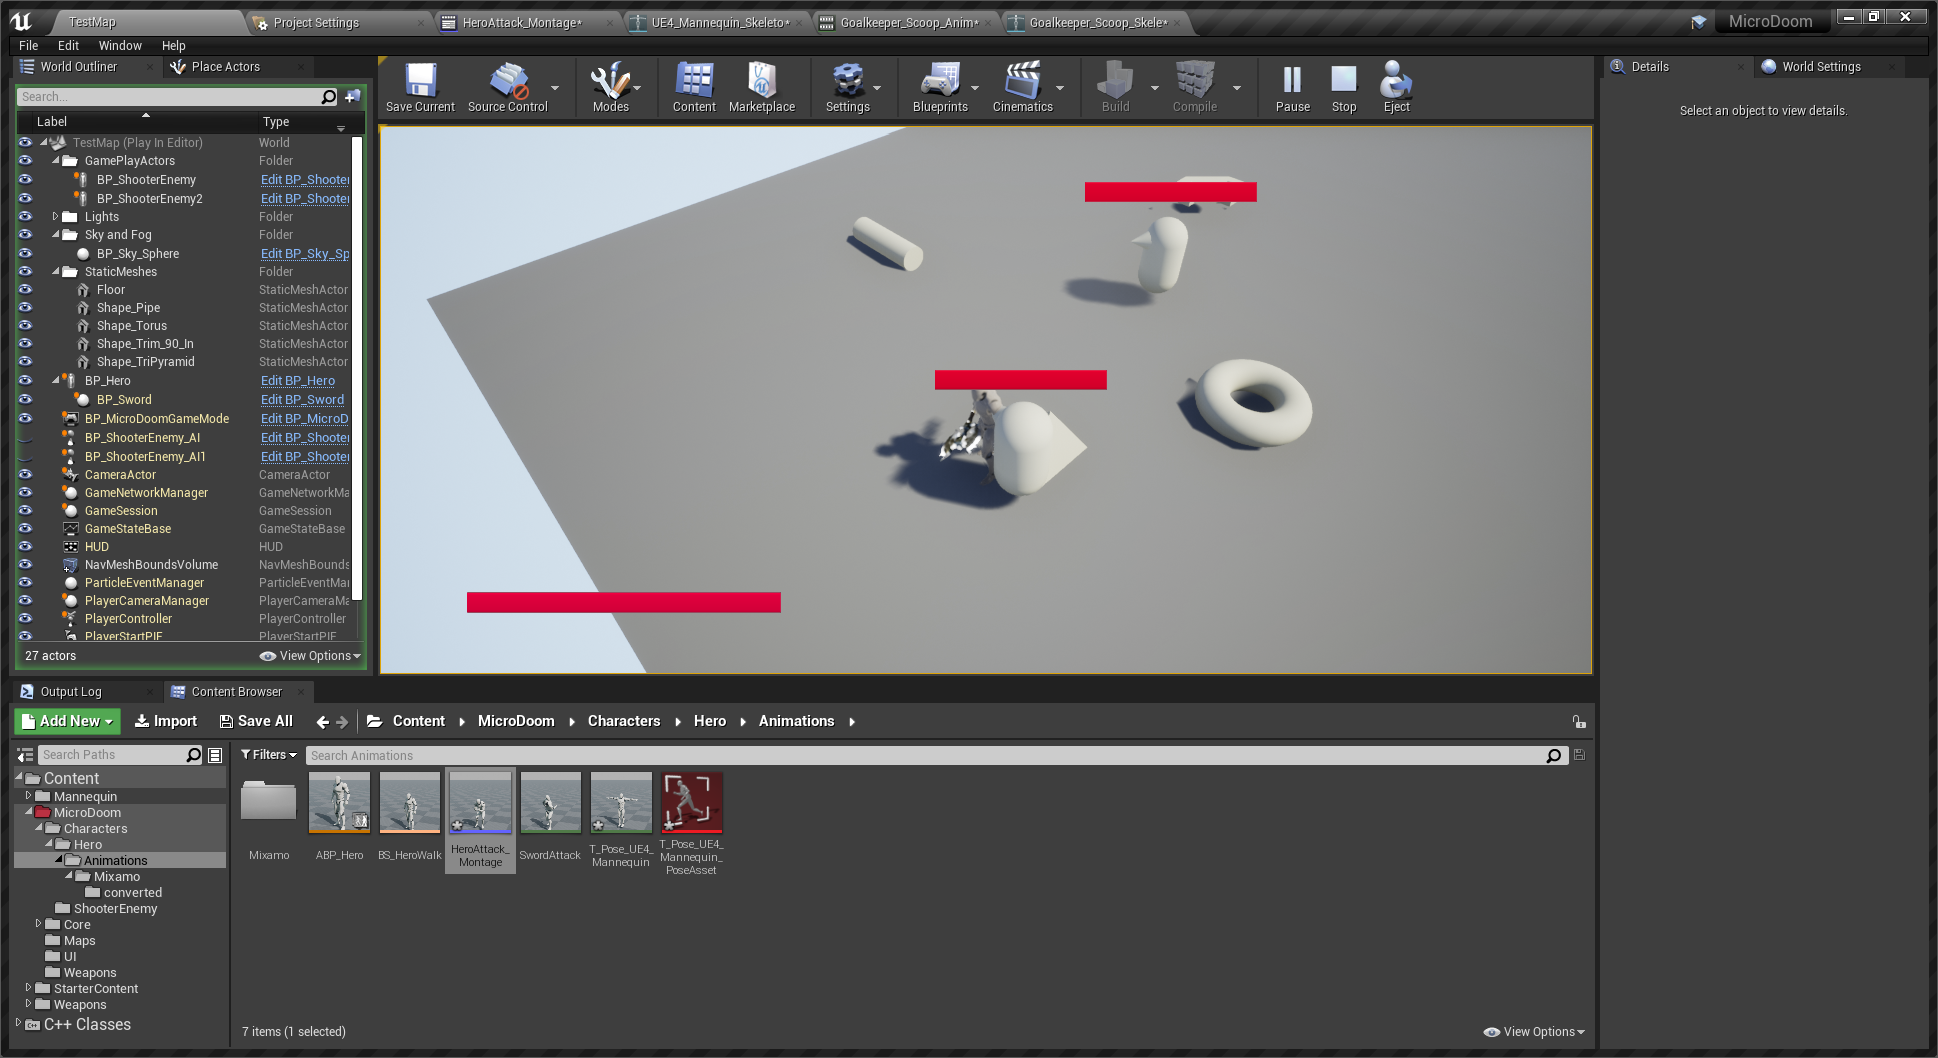 TestMap
Project Settings
HeroAttack_Montage*
UE4_Mannequin_Skeleto*
Goalkeeper_Scoop_Anim*
Goalkeeper_Scoop_Skele*
MicroDoom
File Edit Window Help
World Outliner
Place Actors
Search...
Label Type
TestMap (Play In Editor) World
GamePlayActors Folder
BP_ShooterEnemy Edit BP_Shooter
BP_ShooterEnemy2 Edit BP_Shooter
Lights Folder
Sky and Fog Folder
BP_Sky_Sphere Edit BP_Sky_Sp
StaticMeshes Folder
Floor StaticMeshActor
Shape_Pipe StaticMeshActor
Shape_Torus StaticMeshActor
Shape_Trim_90_In StaticMeshActor
Shape_TriPyramid StaticMeshActor
BP_Hero Edit BP_Hero
BP_Sword Edit BP_Sword
BP_MicroDoomGameMode Edit BP_MicroD
BP_ShooterEnemy_AI Edit BP_Shooter
BP_ShooterEnemy_AI1 Edit BP_Shooter
CameraActor CameraActor
GameNetworkManager GameNetworkMa
GameSession GameSession
GameStateBase GameStateBase
HUD HUD
NavMeshBoundsVolume NavMeshBounds
ParticleEventManager ParticleEventMa
PlayerCameraManager PlayerCameraMa
PlayerController PlayerController
PlayerStartPIE PlayerStartPIE
27 actors
View Options
Save Current
Source Control
Modes
Content
Marketplace
Settings
Blueprints
Cinematics
Build
Compile
Pause
Stop
Eject
Details
World Settings
Select an object to view details.
Output Log
Content Browser
Add New
Import
Save All
Content
MicroDoom
Characters
Hero
Animations
Search Paths
Content
Mannequin
MicroDoom
Characters
Hero
Animations
Mixamo
converted
ShooterEnemy
Core
Maps
UI
Weapons
StarterContent
Weapons
C++ Classes
Filters
Search Animations
Mixamo
ABP_Hero
BS_HeroWalk
HeroAttack_
Montage
SwordAttack
T_Pose_UE4_
Mannequin
T_Pose_UE4_
Mannequin_
PoseAsset
7 items (1 selected)
View Options